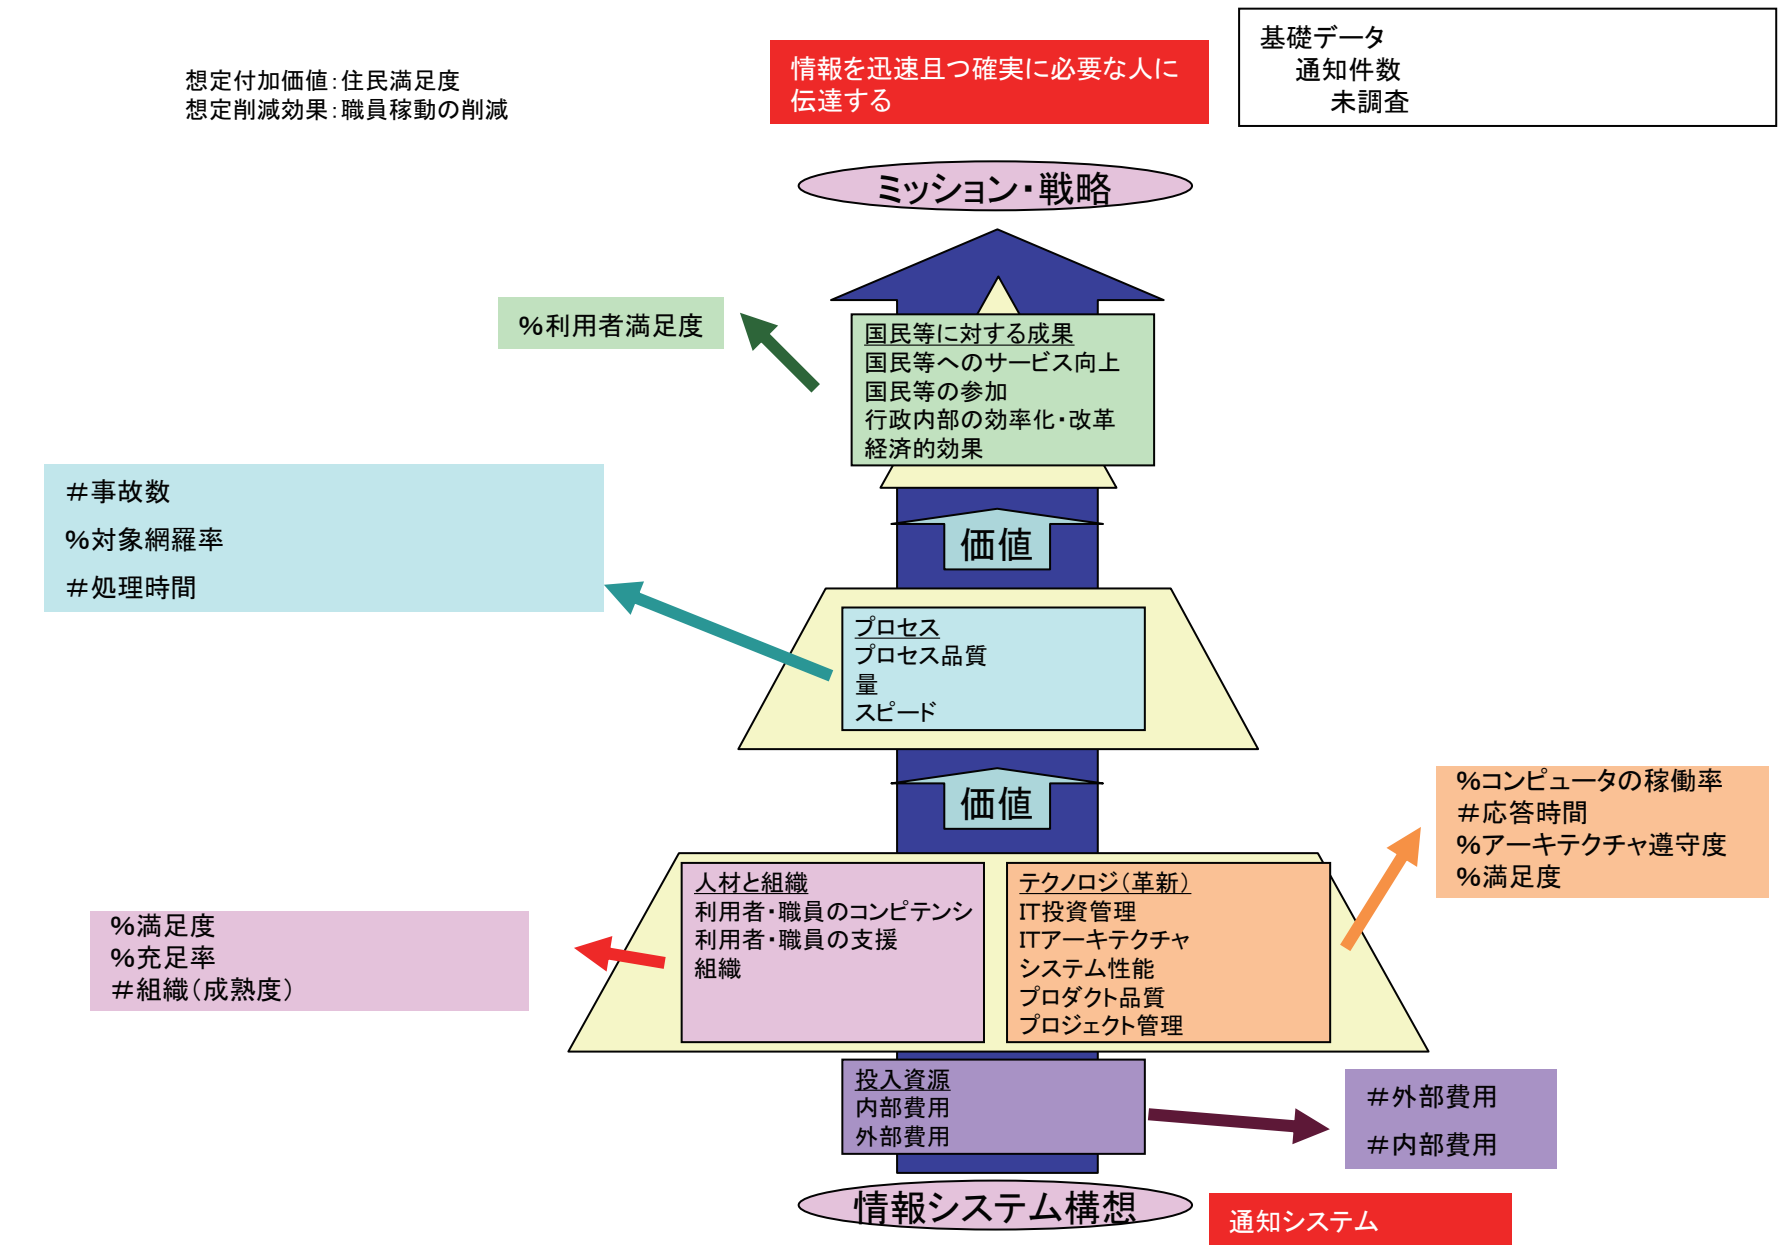 想定付加価値：住民満足度
想定削減効果：職員稼動の削減
情報を迅速且つ確実に必要な人に
伝達する
基礎データ
通知件数
未調査
ミッション・戦略
%利用者満足度
国民等に対する成果
国民等へのサービス向上
国民等の参加
行政内部の効率化・改革
経済的効果
＃事故数
%対象網羅率
＃処理時間
価値
プロセス
プロセス品質
量
スピード
価値
%コンピュータの稼働率
＃応答時間
%アーキテクチャ遵守度
%満足度
人材と組織
利用者・職員のコンピテンシ
利用者・職員の支援
組織
テクノロジ（革新）
IT投資管理
ITアーキテクチャ
システム性能
プロダクト品質
プロジェクト管理
%満足度
%充足率
＃組織（成熟度）
投入資源
内部費用
外部費用
＃外部費用
＃内部費用
情報システム構想
通知システム